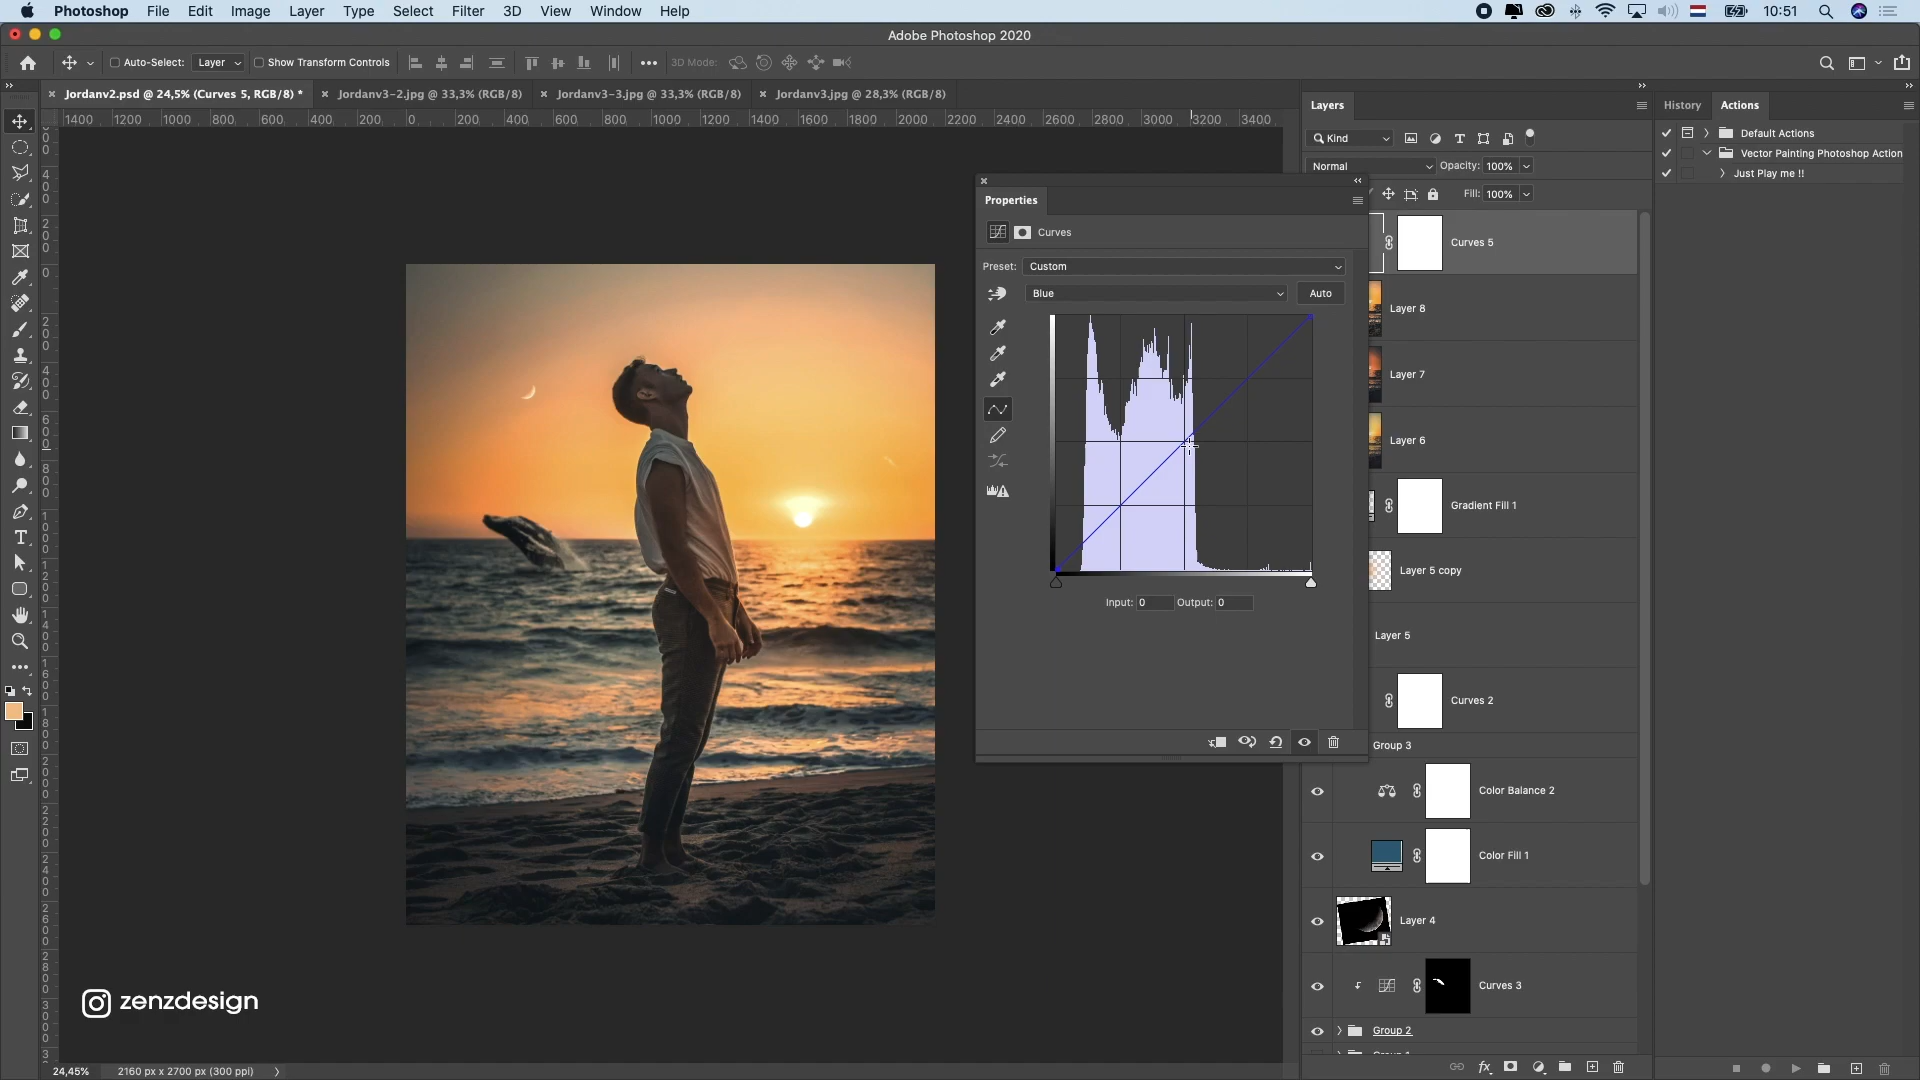 Photoshop File Edit Image Layer Type Select Filter 3D View Window Help 10:51
Adobe Photoshop 2020
Auto-Select: Layer Show Transform Controls 3D Mode:
Jordanv2.psd @ 24,5% (Curves 5, RGB/8) * Jordanv3-2.jpg @ 33,3% (RGB/8) Jordanv3-3.jpg @ 33,3% (RGB/8) Jordanv3.jpg @ 28,3% (RGB/8)
1400 1200 1000 800 600 400 200 0 200 400 600 800 1000 1200 1400 1600 1800 2000 2200 2400 2600 2800 3000 3200 3400
Layers
Kind
Normal Opacity: 100%
Fill: 100%
Curves 5
Layer 8
Layer 7
Layer 6
Gradient Fill 1
Layer 5 copy
Layer 5
Curves 2
Group 3
Color Balance 2
Color Fill 1
Layer 4
Curves 3
Group 2
History Actions
Default Actions
Vector Painting Photoshop Action
Just Play me !!
Properties
Curves
Preset: Custom
Blue Auto
Input: 0 Output: 0
zenzdesign
24,45% 2160 px x 2700 px (300 ppi)